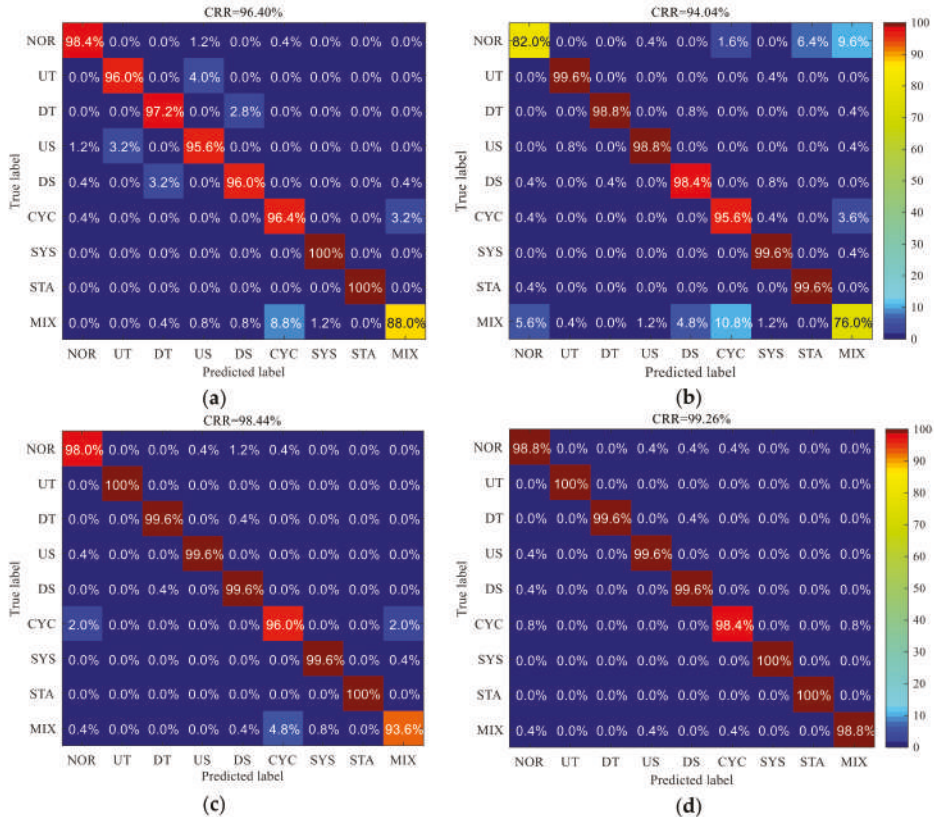 CRR=96.40%
NOR 98.4% 0.0% 0.0% 1.2% 0.0% 0.4% 0.0% 0.0% 0.0%
UT 0.0% 96.0% 0.0% 4.0% 0.0% 0.0% 0.0% 0.0% 0.0%
DT 0.0% 0.0% 97.2% 0.0% 2.8% 0.0% 0.0% 0.0% 0.0%
US 1.2% 3.2% 0.0% 95.6% 0.0% 0.0% 0.0% 0.0% 0.0%
DS 0.4% 0.0% 3.2% 0.0% 96.0% 0.0% 0.0% 0.0% 0.4%
CYC 0.4% 0.0% 0.0% 0.0% 0.0% 96.4% 0.0% 0.0% 3.2%
SYS 0.0% 0.0% 0.0% 0.0% 0.0% 0.0% 100% 0.0% 0.0%
STA 0.0% 0.0% 0.0% 0.0% 0.0% 0.0% 0.0% 100% 0.0%
MIX 0.0% 0.0% 0.4% 0.8% 0.8% 8.8% 1.2% 0.0% 88.0%
NOR UT DT US DS CYC SYS STA MIX
True label
Predicted label
(a)
CRR=94.04%
NOR 82.0% 0.0% 0.0% 0.4% 0.0% 1.6% 0.0% 6.4% 9.6%
UT 0.0% 99.6% 0.0% 0.0% 0.0% 0.0% 0.4% 0.0% 0.0%
DT 0.0% 0.0% 98.8% 0.0% 0.8% 0.0% 0.0% 0.0% 0.4%
US 0.0% 0.8% 0.0% 98.8% 0.0% 0.0% 0.0% 0.0% 0.4%
DS 0.4% 0.0% 0.4% 0.0% 98.4% 0.0% 0.8% 0.0% 0.0%
CYC 0.4% 0.0% 0.0% 0.0% 0.0% 95.6% 0.4% 0.0% 3.6%
SYS 0.0% 0.0% 0.0% 0.0% 0.0% 0.0% 99.6% 0.0% 0.4%
STA 0.4% 0.0% 0.0% 0.0% 0.0% 0.0% 0.0% 99.6% 0.0%
MIX 5.6% 0.4% 0.0% 1.2% 4.8% 10.8% 1.2% 0.0% 76.0%
NOR UT DT US DS CYC SYS STA MIX
True label
Predicted label
100
90
80
70
60
50
40
30
20
10
0
(b)
CRR=98.44%
NOR 98.0% 0.0% 0.0% 0.4% 1.2% 0.4% 0.0% 0.0% 0.0%
UT 0.0% 100% 0.0% 0.0% 0.0% 0.0% 0.0% 0.0% 0.0%
DT 0.0% 0.0% 99.6% 0.0% 0.4% 0.0% 0.0% 0.0% 0.0%
US 0.4% 0.0% 0.0% 99.6% 0.0% 0.0% 0.0% 0.0% 0.0%
DS 0.0% 0.0% 0.4% 0.0% 99.6% 0.0% 0.0% 0.0% 0.0%
CYC 2.0% 0.0% 0.0% 0.0% 0.0% 96.0% 0.0% 0.0% 2.0%
SYS 0.0% 0.0% 0.0% 0.0% 0.0% 0.0% 99.6% 0.0% 0.4%
STA 0.0% 0.0% 0.0% 0.0% 0.0% 0.0% 0.0% 100% 0.0%
MIX 0.4% 0.0% 0.0% 0.0% 0.4% 4.8% 0.8% 0.0% 93.6%
NOR UT DT US DS CYC SYS STA MIX
True label
Predicted label
(c)
CRR=99.26%
NOR 98.8% 0.0% 0.0% 0.4% 0.4% 0.4% 0.0% 0.0% 0.0%
UT 0.0% 100% 0.0% 0.0% 0.0% 0.0% 0.0% 0.0% 0.0%
DT 0.0% 0.0% 99.6% 0.0% 0.4% 0.0% 0.0% 0.0% 0.0%
US 0.4% 0.0% 0.0% 99.6% 0.0% 0.0% 0.0% 0.0% 0.0%
DS 0.4% 0.0% 0.0% 0.0% 99.6% 0.0% 0.0% 0.0% 0.0%
CYC 0.8% 0.0% 0.0% 0.0% 0.0% 98.4% 0.0% 0.0% 0.8%
SYS 0.0% 0.0% 0.0% 0.0% 0.0% 0.0% 100% 0.0% 0.0%
STA 0.0% 0.0% 0.0% 0.0% 0.0% 0.0% 0.0% 100% 0.0%
MIX 0.4% 0.0% 0.0% 0.4% 0.0% 0.4% 0.0% 0.0% 98.8%
NOR UT DT US DS CYC SYS STA MIX
True label
Predicted label
100
90
80
70
60
50
40
30
20
10
0
(d)